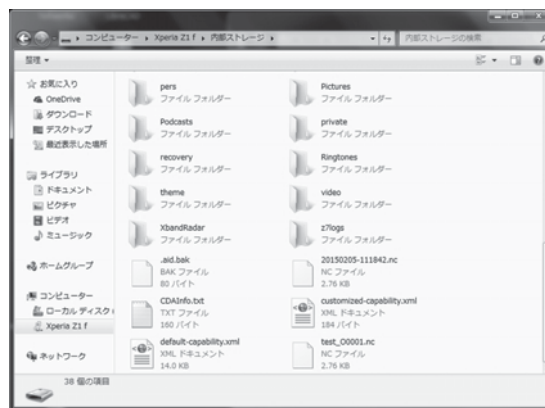 コンピューター ▸ Xperia Z1 f ▸ 内部ストレージ ▸
内部ストレージの検索
整理 ▾
お気に入り
OneDrive
ダウンロード
デスクトップ
最近表示した場所
ライブラリ
ドキュメント
ピクチャ
ビデオ
ミュージック
ホームグループ
コンピューター
ローカル ディスク
Xperia Z1 f
ネットワーク
pers
ファイル フォルダー
Pictures
ファイル フォルダー
Podcasts
ファイル フォルダー
private
ファイル フォルダー
recovery
ファイル フォルダー
Ringtones
ファイル フォルダー
theme
ファイル フォルダー
video
ファイル フォルダー
XbandRadar
ファイル フォルダー
z7logs
ファイル フォルダー
.aid.bak
BAK ファイル
80 バイト
20150205-111842.nc
NC ファイル
2.76 KB
CDAInfo.txt
TXT ファイル
160 バイト
customized-capability.xml
XML ドキュメント
184 バイト
default-capability.xml
XML ドキュメント
14.0 KB
test_O0001.nc
NC ファイル
2.76 KB
38 個の項目